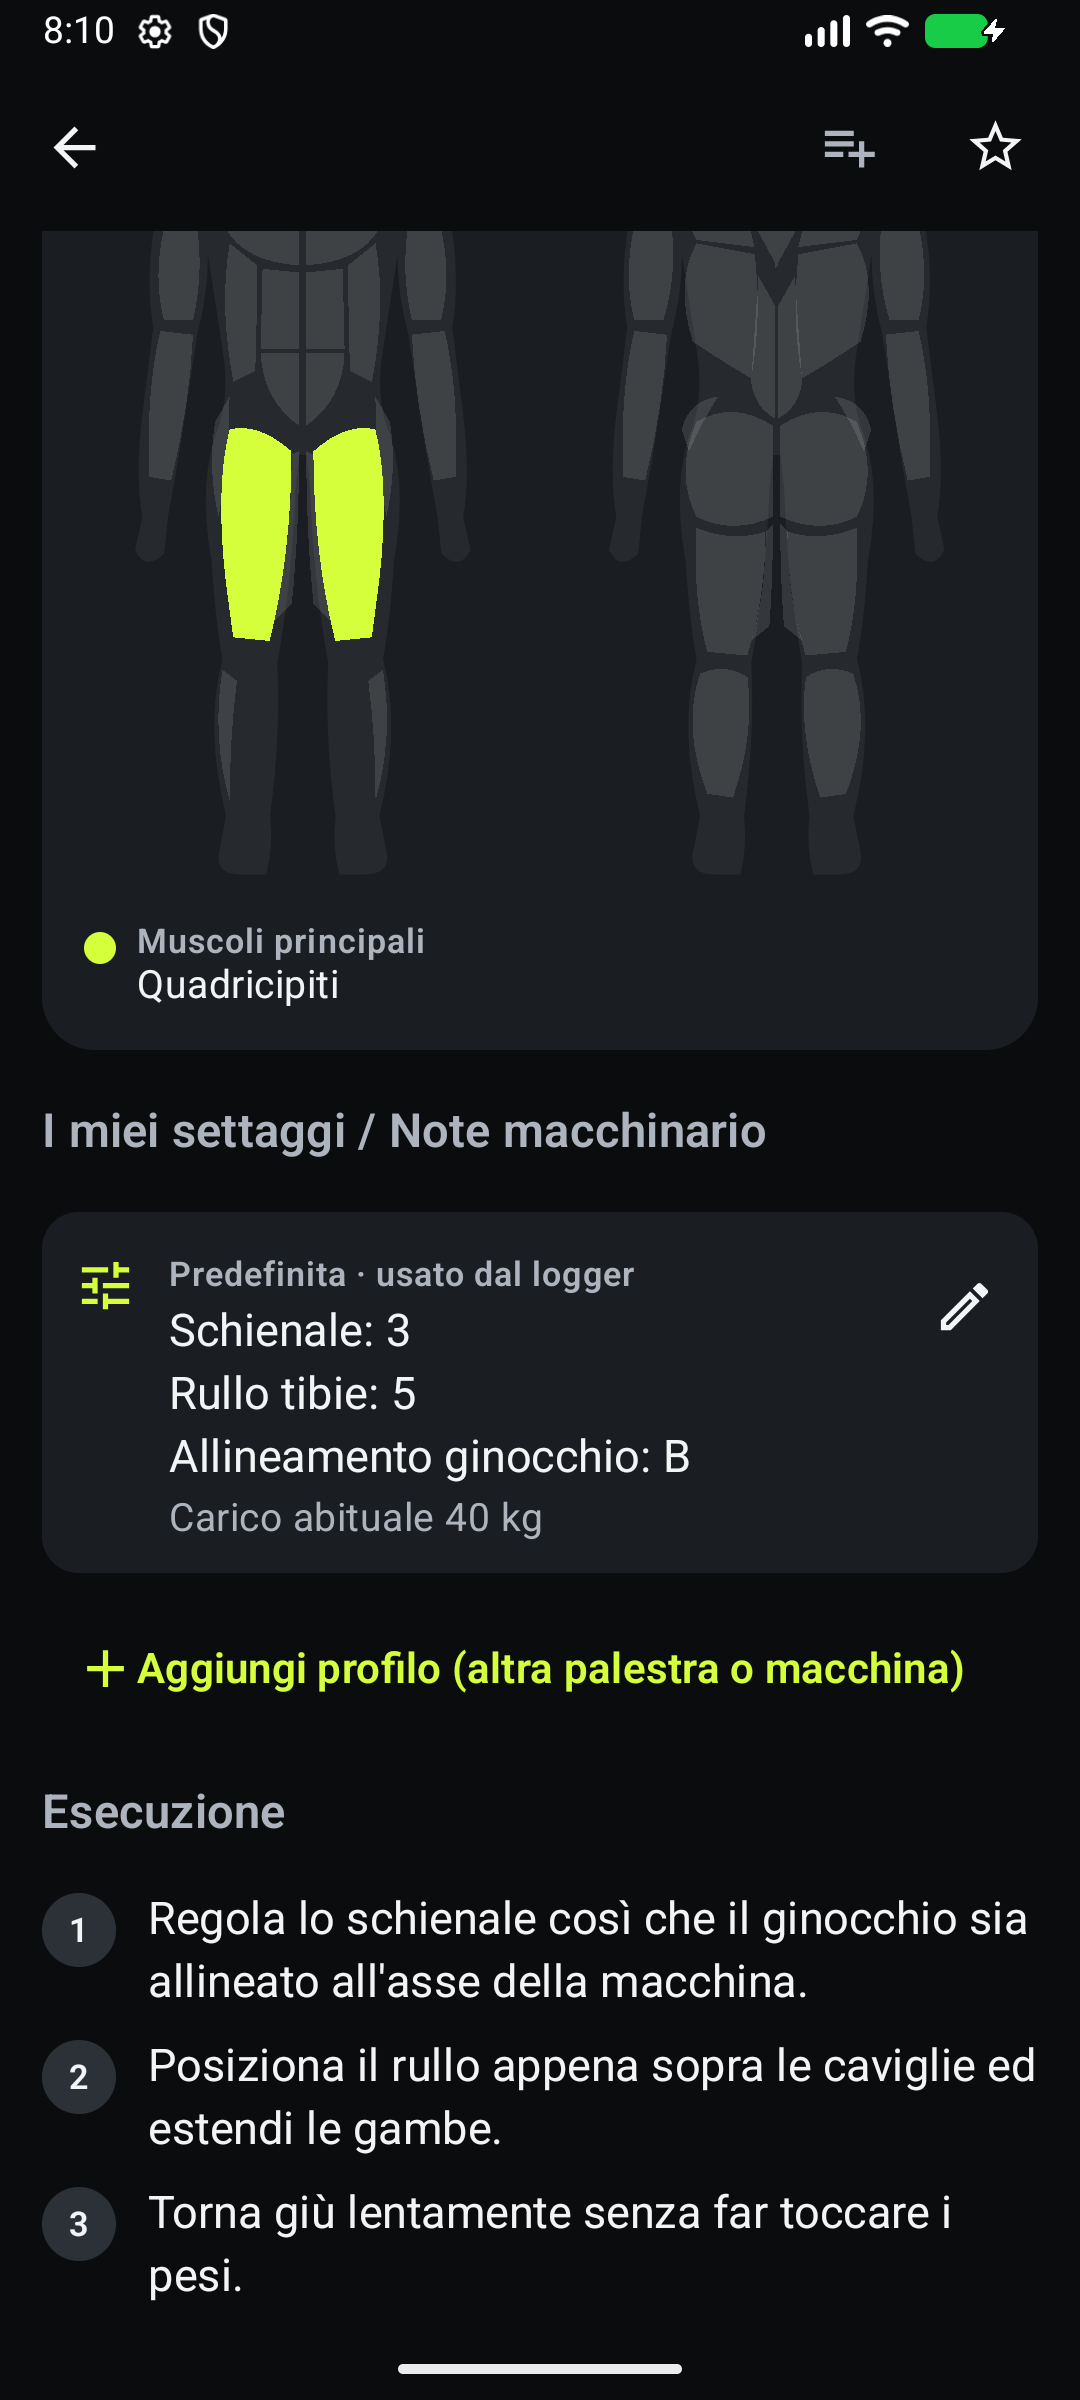 8:10
Muscoli principali
Quadricipiti
I miei settaggi / Note macchinario
Predefinita · usato dal logger
Schienale: 3
Rullo tibie: 5
Allineamento ginocchio: B
Carico abituale 40 kg
+ Aggiungi profilo (altra palestra o macchina)
Esecuzione
1 Regola lo schienale così che il ginocchio sia
allineato all'asse della macchina.
2 Posiziona il rullo appena sopra le caviglie ed
estendi le gambe.
3 Torna giù lentamente senza far toccare i
pesi.